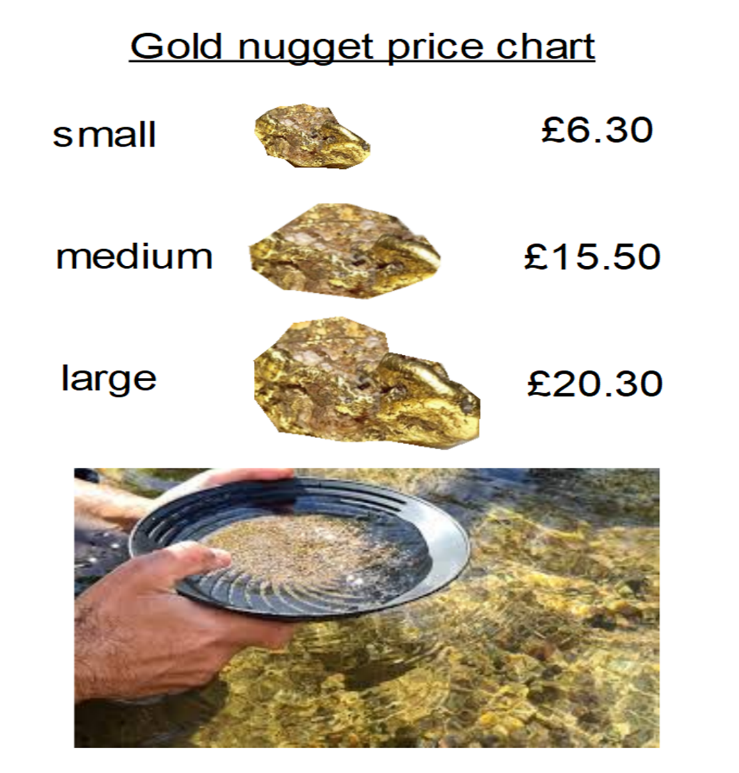 Gold nugget price chart
small £6.30
medium £15.50
large £20.30